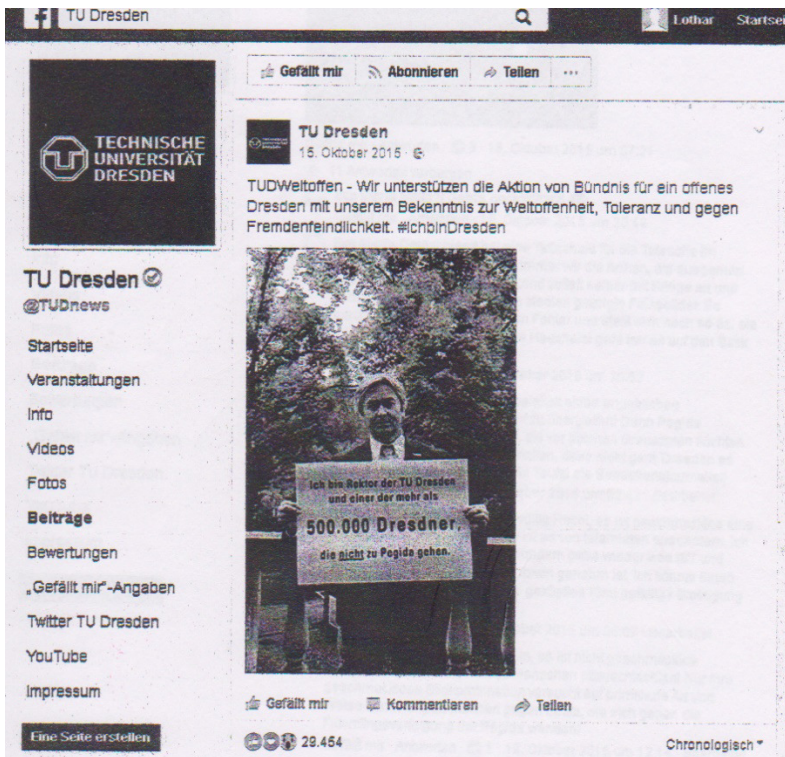 f TU Dresden Lothar Startsei
Gefällt mir Abonnieren Teilen ...
TECHNISCHE
UNIVERSITÄT
DRESDEN
TU Dresden
15. Oktober 2015
TUDWeltoffen - Wir unterstützen die Aktion von Bündnis für ein offenes
Dresden mit unserem Bekenntnis zur Weltoffenheit, Toleranz und gegen
Fremdenfeindlichkeit. #IchbinDresden
Ich bin Rektor der TU Dresden
und einer der mehr als
500.000 Dresdner,
die nicht zu Pegida gehen.
TU Dresden
@TUDnews
Startseite
Veranstaltungen
Info
Videos
Fotos
Beiträge
Bewertungen
„Gefällt mir"-Angaben
Twitter TU Dresden
YouTube
Impressum
Eine Seite erstellen
Gefällt mir Kommentieren Teilen
29.454 Chronologisch